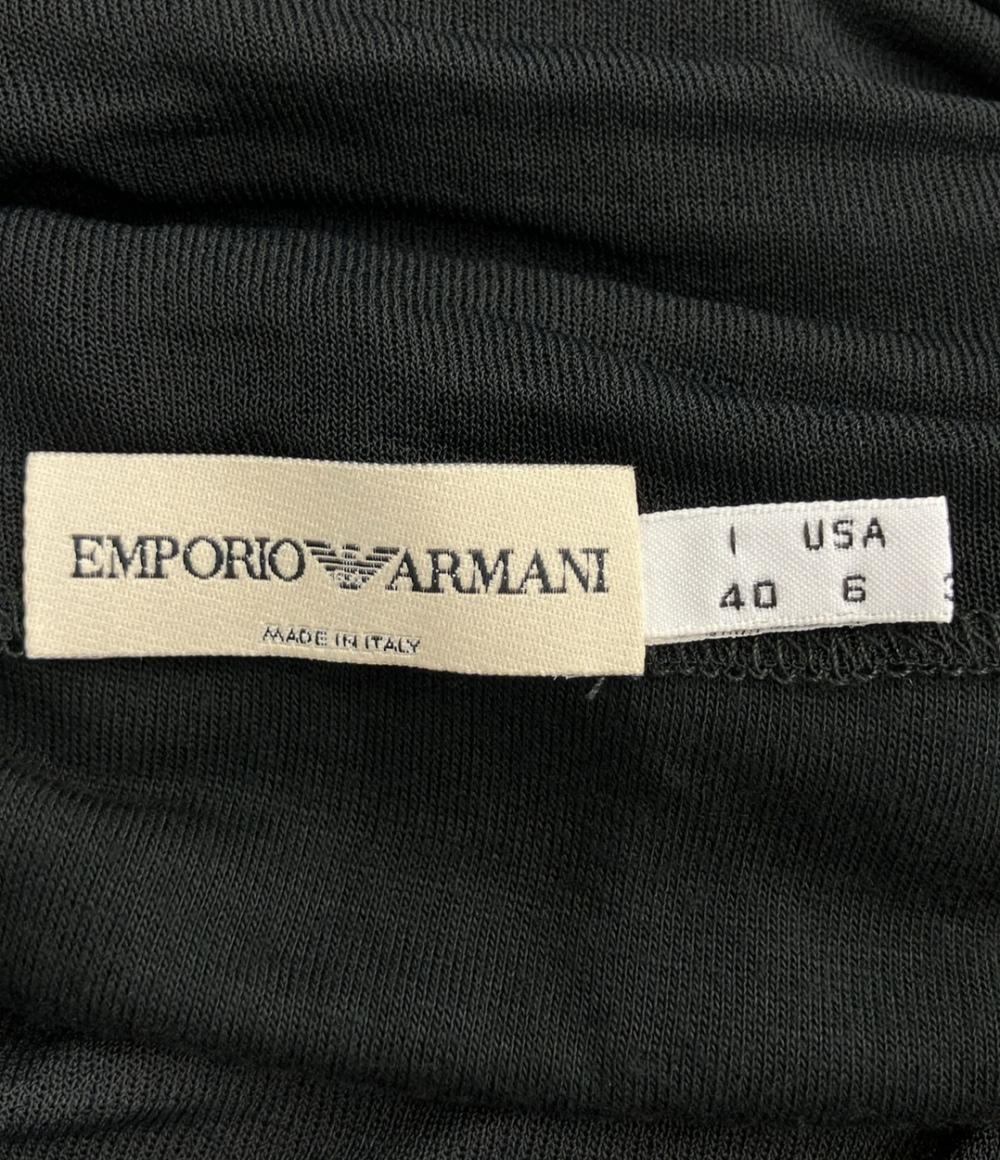 EMPORIO ARMANI
MADE IN ITALY
I USA
40 6